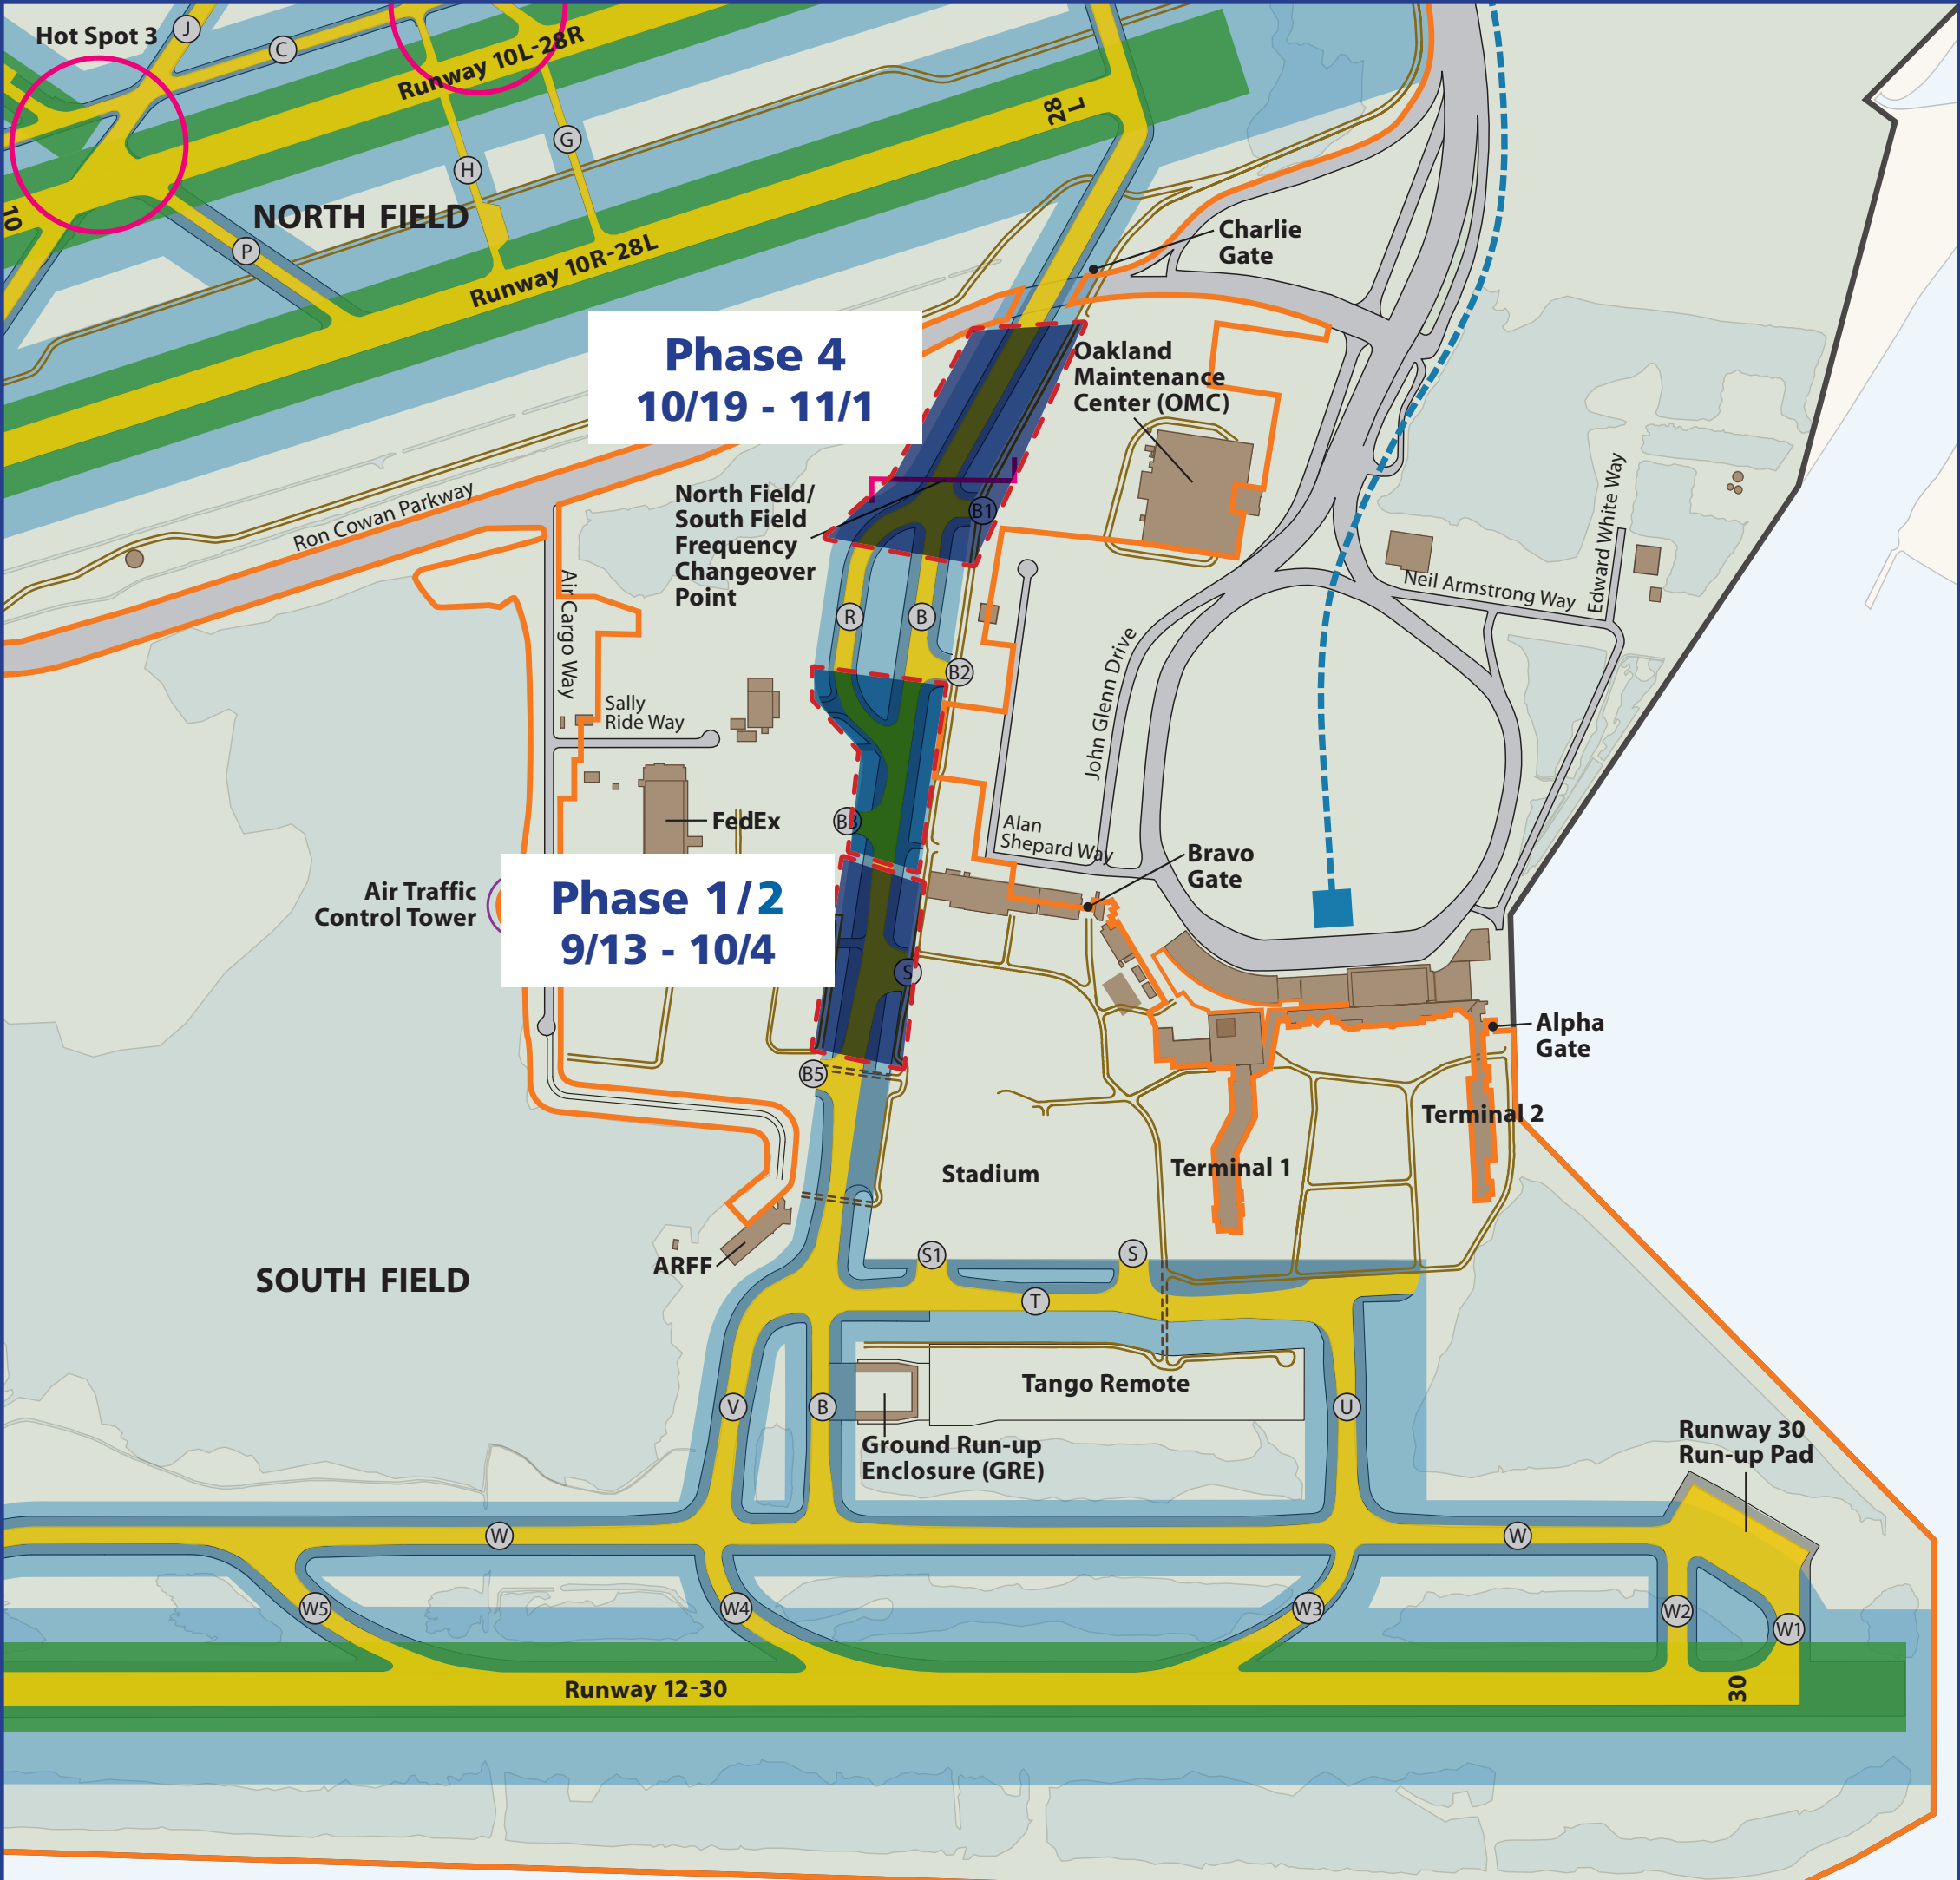 Hot Spot 3
J
C
Runway 10L-28R
28
L
G
H
10
NORTH FIELD
P
Runway 10R-28L
Charlie
Gate
Phase 4
10/19 - 11/1
Oakland
Maintenance
Center (OMC)
Ron Cowan Parkway
North Field/
South Field
Frequency
Changeover
Point
B1
Edward White Way
Neil Armstrong Way
Air Cargo Way
R
B
B2
John Glenn Drive
Sally
Ride Way
FedEx
B3
Alan
Shepard Way
Bravo
Gate
Air Traffic
Control Tower
Phase 1/2
9/13 - 10/4
S
Alpha
Gate
B5
Terminal 2
Stadium
Terminal 1
S1
S
ARFF
SOUTH FIELD
T
Tango Remote
V
B
U
Ground Run-up
Enclosure (GRE)
Runway 30
Run-up Pad
W
W
W5
W4
W3
W2
W1
Runway 12-30
30